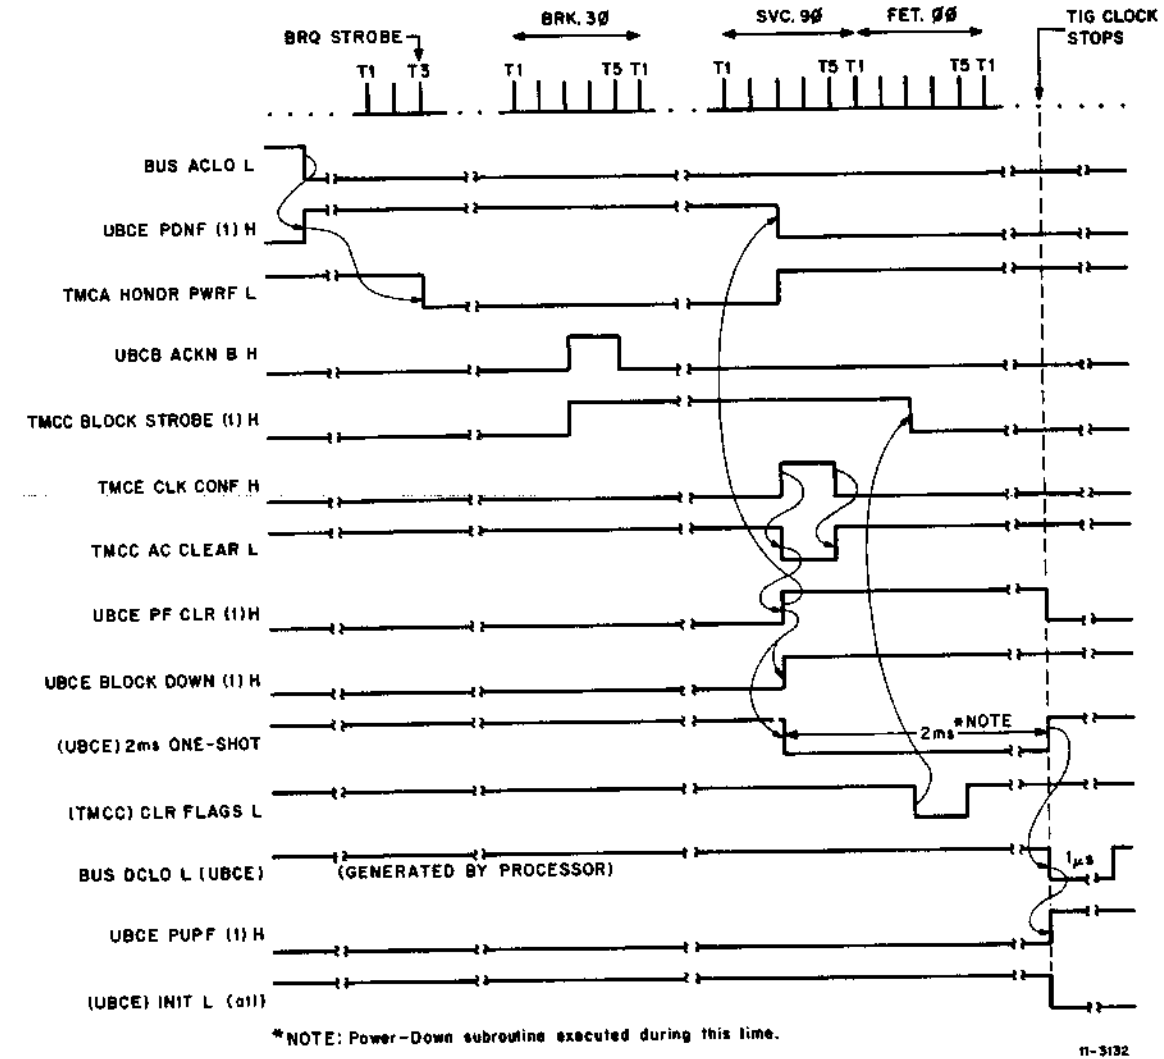 BRK. 3Ø
SVC. 9Ø
FET. ØØ
TIG CLOCK
STOPS
BRQ STROBE
T1
T3
T1
T5 T1
T1
T5 T1
T5 T1
BUS ACLO L
UBCE PDNF (1) H
TMCA HONOR PWRF L
UBCB ACKN B H
TMCC BLOCK STROBE (1) H
TMCE CLK CONF H
TMCC AC CLEAR L
UBCE PF CLR (1) H
UBCE BLOCK DOWN (1) H
(UBCE) 2ms ONE-SHOT
2ms *NOTE
(TMCC) CLR FLAGS L
BUS DCLO L (UBCE)
(GENERATED BY PROCESSOR)
1µs
UBCE PUPF (1) H
(UBCE) INIT L (all)
*NOTE: Power-Down subroutine executed during this time.
11-3132